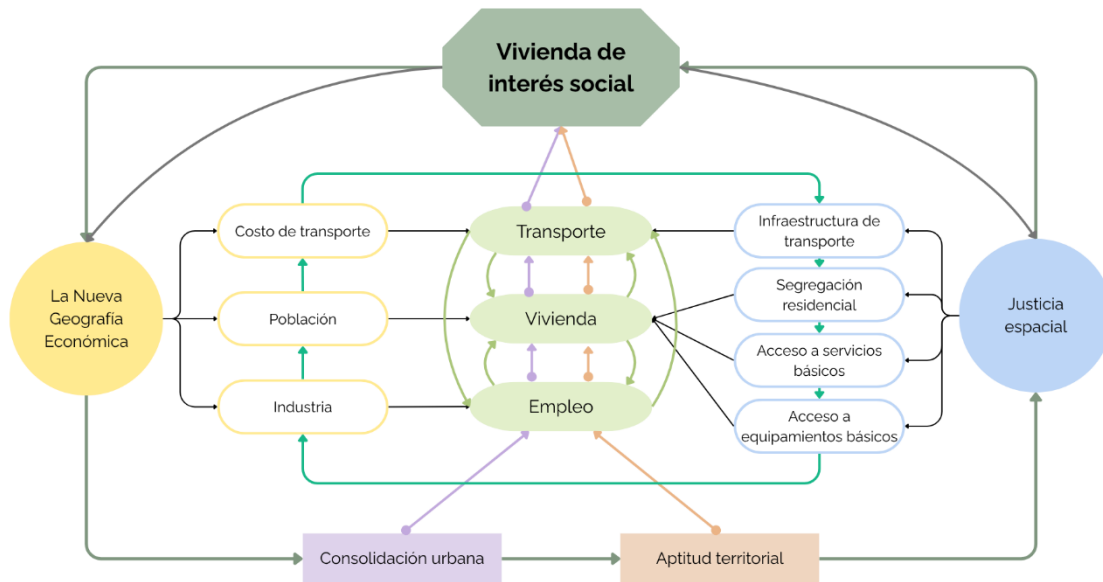 Vivienda de
interés social
Costo de transporte
Transporte
Infraestructura de
transporte
La Nueva
Geografía
Económica
Población
Vivienda
Segregación
residencial
Justicia
espacial
Acceso a servicios
básicos
Industria
Empleo
Acceso a
equipamientos básicos
Consolidación urbana
Aptitud territorial